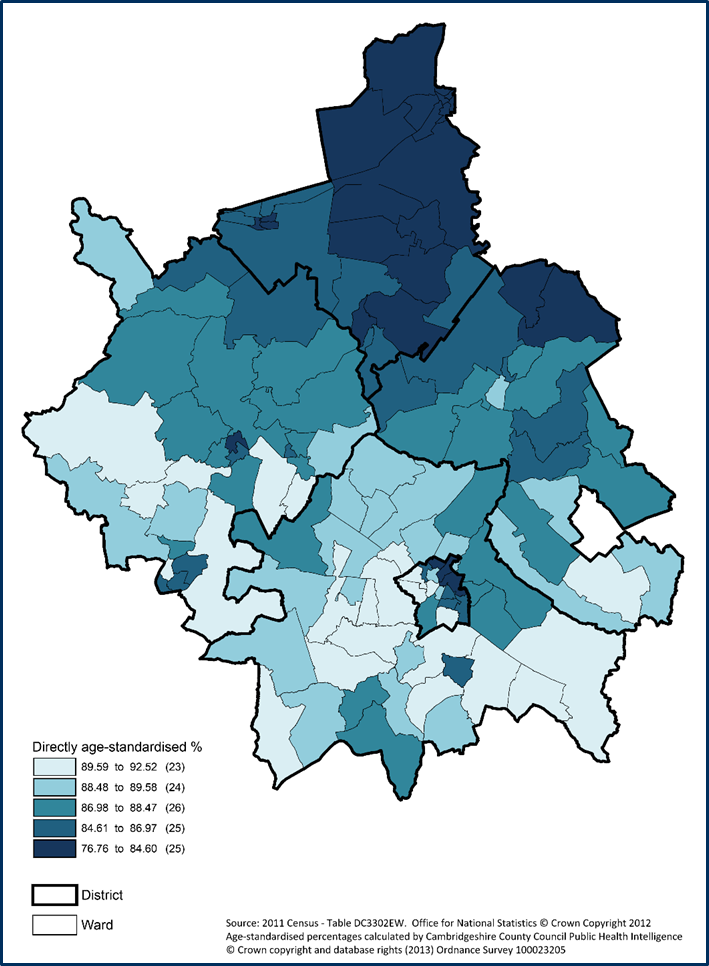 Directly age-standardised %
89.59 to 92.52 (23)
88.48 to 89.58 (24)
86.98 to 88.47 (26)
84.61 to 86.97 (25)
76.76 to 84.60 (25)
District
Ward
Source: 2011 Census - Table DC3302EW. Office for National Statistics © Crown Copyright 2012
Age-standardised percentages calculated by Cambridgeshire County Council Public Health Intelligence
© Crown copyright and database rights (2013) Ordnance Survey 100023205